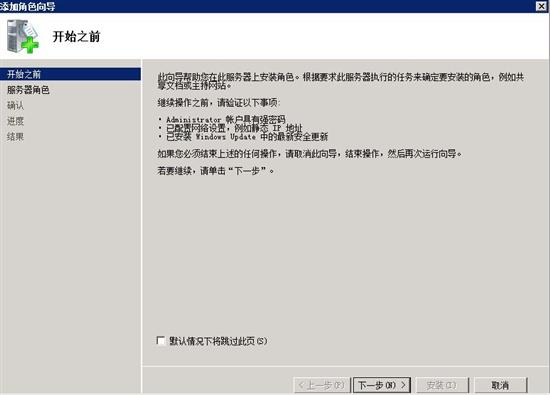 添加角色向导
开始之前
开始之前
服务器角色
确认
进度
结果
此向导帮助您在此服务器上安装角色。根据要求此服务器执行的任务来确定要安装的角色，例如共
享文档或主持网站。
继续操作之前，请验证以下事项:
• Administrator 帐户具有强密码
• 已配置网络设置，例如静态 IP 地址
• 已安装 Windows Update 中的最新安全更新
如果您必须结束上述的任何操作，请取消此向导，结束操作，然后再次运行向导。
若要继续，请单击“下一步”。
默认情况下将跳过此页(S)
< 上一步(P)
下一步(N) >
安装(I)
取消